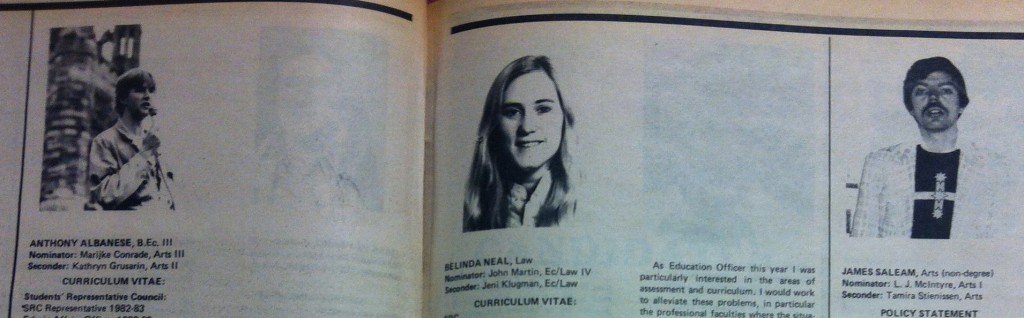 ANTHONY ALBANESE, B.Ec. III
Nominator: Marijke Conrade, Arts III
Seconder: Kathryn Grusarin, Arts II
CURRICULUM VITAE:
Students' Representative Council:
SRC Representative 1982-83
BELINDA NEAL, Law
Nominator: John Martin, Ec/Law IV
Seconder: Jeni Klugman, Ec/Law
CURRICULUM VITAE:
SRC
As Education Officer this year I was
particularly interested in the areas of
assessment and curriculum. I would work
to alleviate these problems, in particular
the professional faculties where the situa-
JAMES SALEAM, Arts (non-degree)
Nominator: L. J. McIntyre, Arts I
Seconder: Tamira Stienissen, Arts
POLICY STATEMENT